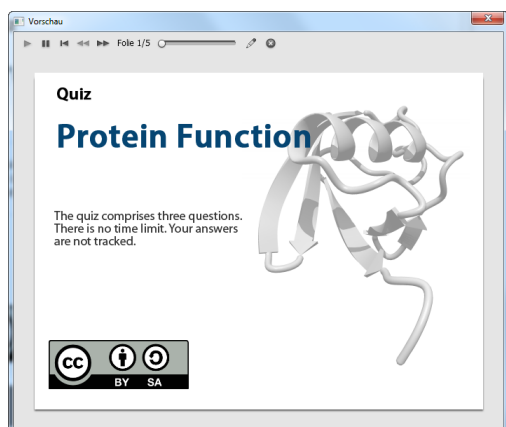 Vorschau
Folie 1/5
Quiz
Protein Function
The quiz comprises three questions.
There is no time limit. Your answers
are not tracked.
cc
BY SA